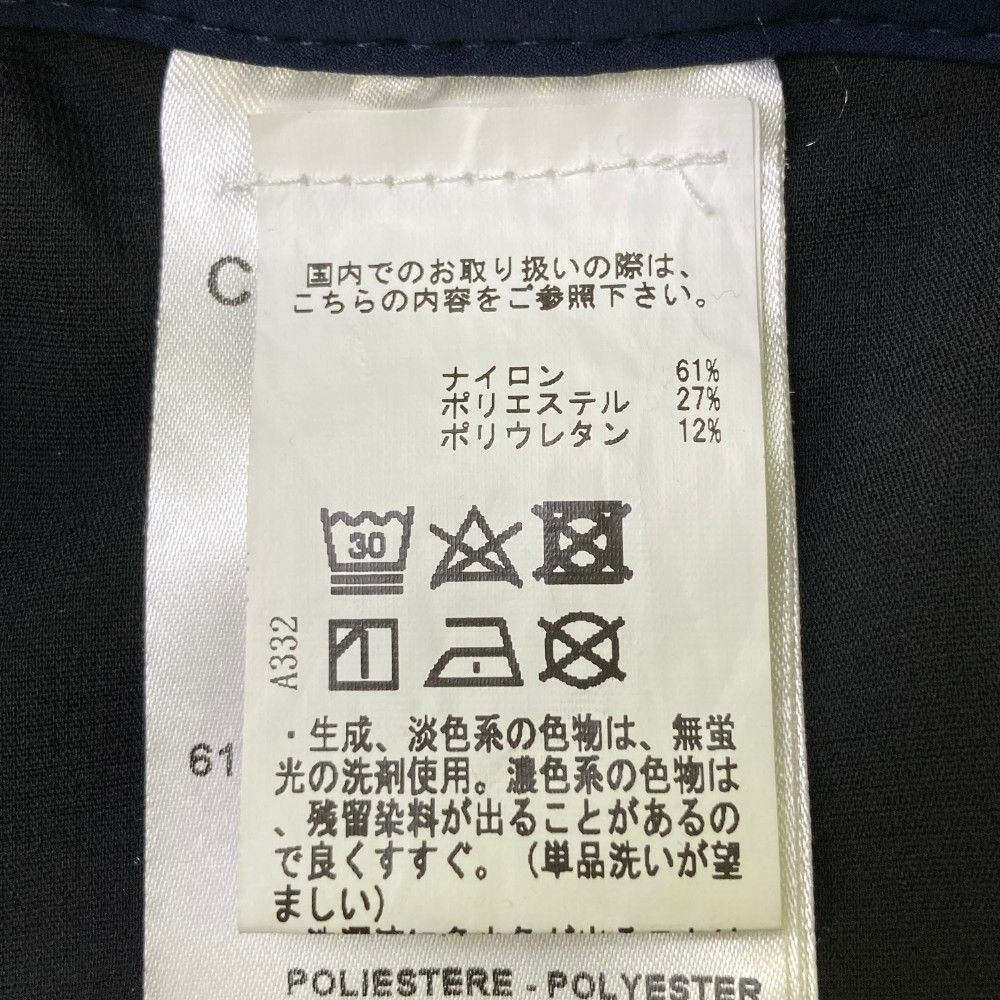 C
国内でのお取り扱いの際は、
こちらの内容をご参照下さい。
ナイロン 61%
ポリエステル 27%
ポリウレタン 12%
30
A332
・生成、淡色系の色物は、無蛍
光の洗剤使用。濃色系の色物は
、残留染料が出ることがあるの
で良くすすぐ。（単品洗いが望
ましい）
61
POLIESTERE - POLYESTER